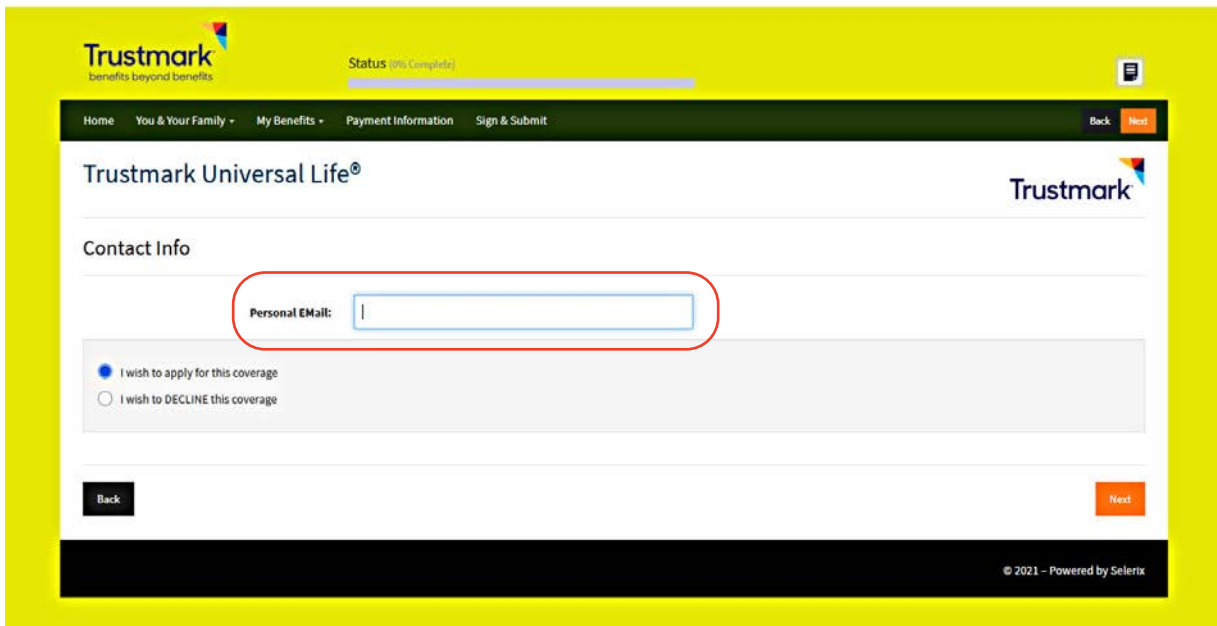 Trustmark
benefits beyond benefits
Status (0% Complete)
Home You & Your Family My Benefits Payment Information Sign & Submit Back Next
Trustmark Universal Life®
Trustmark
Contact Info
Personal EMail:
I wish to apply for this coverage
I wish to DECLINE this coverage
Back Next
© 2021 – Powered by Selerix